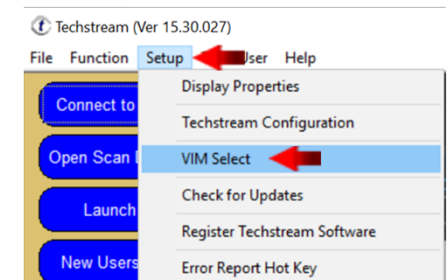 Techstream (Ver 15.30.027)
File Function Setup User Help
Connect to
Open Scan
Launch
New Users
Display Properties
Techstream Configuration
VIM Select
Check for Updates
Register Techstream Software
Error Report Hot Key